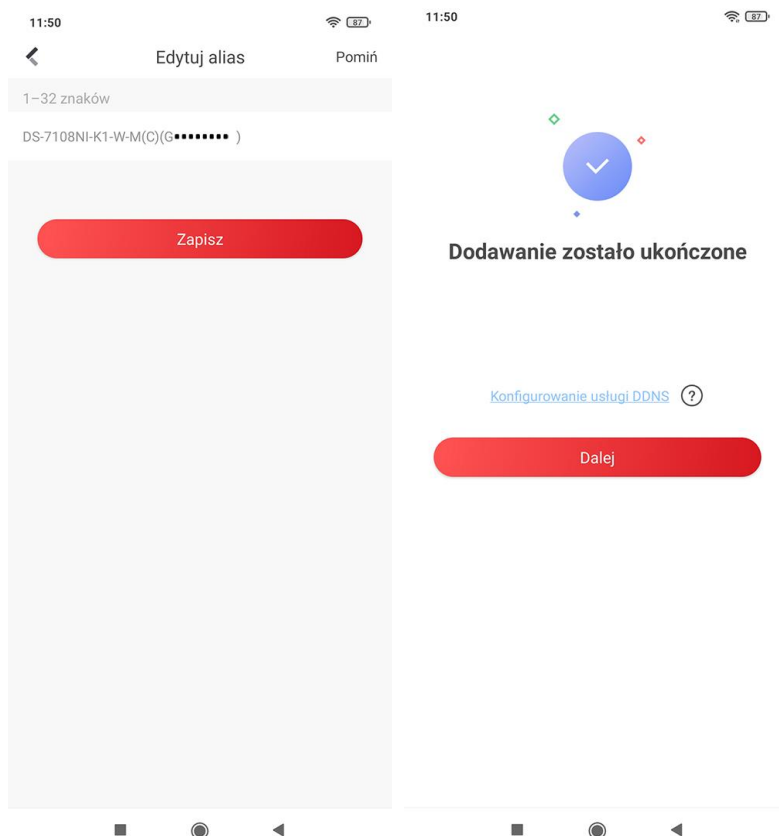 11:50
87
Edytuj alias
Pomiń
1–32 znaków
DS-7108NI-K1-W-M(C)(G•••••••• )
Zapisz
11:50
87
Dodawanie zostało ukończone
Konfigurowanie usługi DDNS ?
Dalej